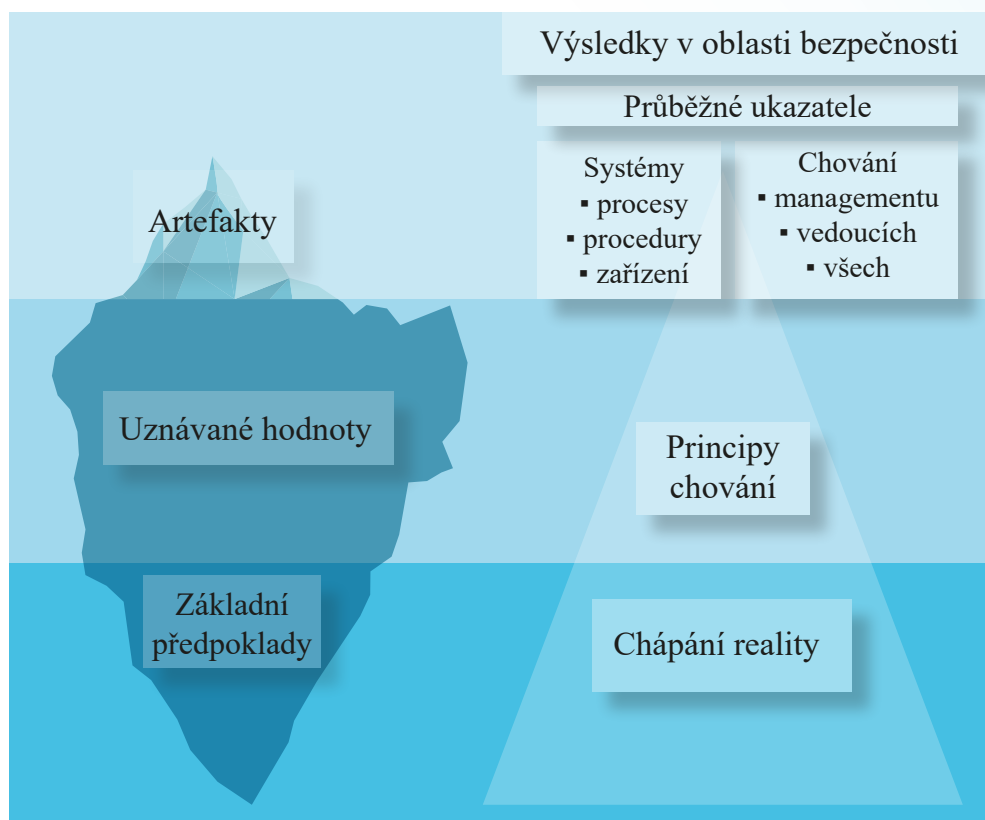 Výsledky v oblasti bezpečnosti
Průběžné ukazatele
Systémy
▪ procesy
▪ procedury
▪ zařízení
Chování
▪ managementu
▪ vedoucích
▪ všech
Artefakty
Uznávané hodnoty
Principy
chování
Základní
předpoklady
Chápání reality